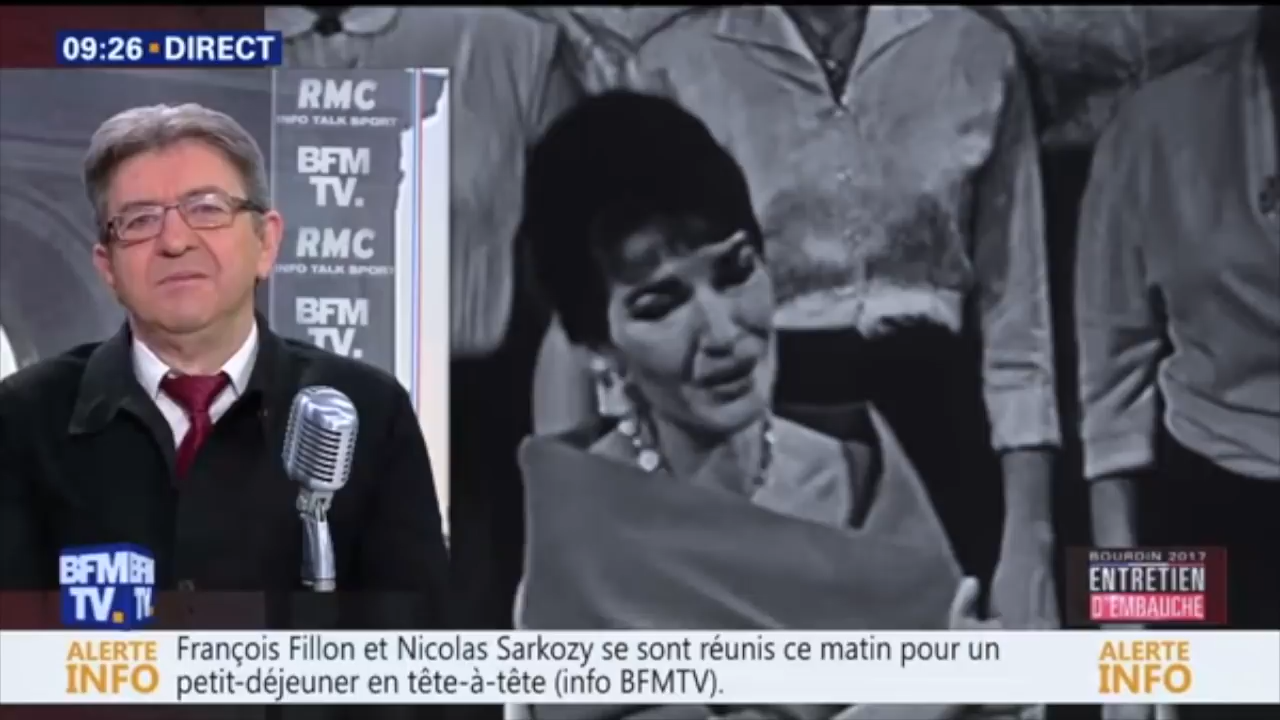 09:26 DIRECT
RMC
INFO TALK SPORT
BFM
TV.
RMC
INFO TALK SPORT
BFM
TV.
BFM
TV.
BOURDIN 2017
ENTRETIEN
D'EMBAUCHE
ALERTE
INFO
François Fillon et Nicolas Sarkozy se sont réunis ce matin pour un
petit-déjeuner en tête-à-tête (info BFMTV).
ALERTE
INFO